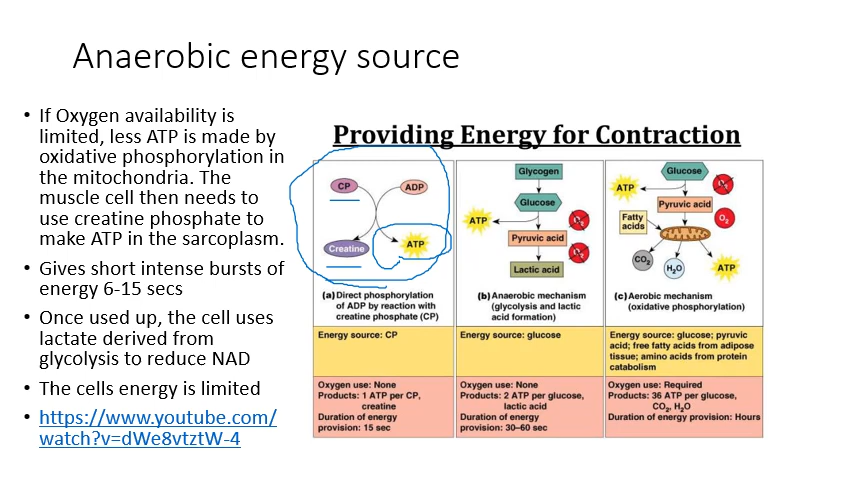 Anaerobic energy source
• If Oxygen availability is
limited, less ATP is made by
oxidative phosphorylation in
the mitochondria. The
muscle cell then needs to
use creatine phosphate to
make ATP in the sarcoplasm.
• Gives short intense bursts of
energy 6-15 secs
• Once used up, the cell uses
lactate derived from
glycolysis to reduce NAD
• The cells energy is limited
• https://www.youtube.com/
watch?v=dWe8vtztW-4
Providing Energy for Contraction
CP
ADP
Creatine
ATP
(a) Direct phosphorylation
of ADP by reaction with
creatine phosphate (CP)
Energy source: CP
Oxygen use: None
Products: 1 ATP per CP,
creatine
Duration of energy
provision: 15 sec
Glycogen
Glucose
ATP
O2
Pyruvic acid
O2
Lactic acid
(b) Anaerobic mechanism
(glycolysis and lactic
acid formation)
Energy source: glucose
Oxygen use: None
Products: 2 ATP per glucose,
lactic acid
Duration of energy
provision: 30–60 sec
Glucose
ATP
O2
Pyruvic acid
Fatty
acids
O2
CO2
H2O
ATP
(c) Aerobic mechanism
(oxidative phosphorylation)
Energy source: glucose; pyruvic
acid; free fatty acids from adipose
tissue; amino acids from protein
catabolism
Oxygen use: Required
Products: 36 ATP per glucose,
CO2, H2O
Duration of energy provision: Hours